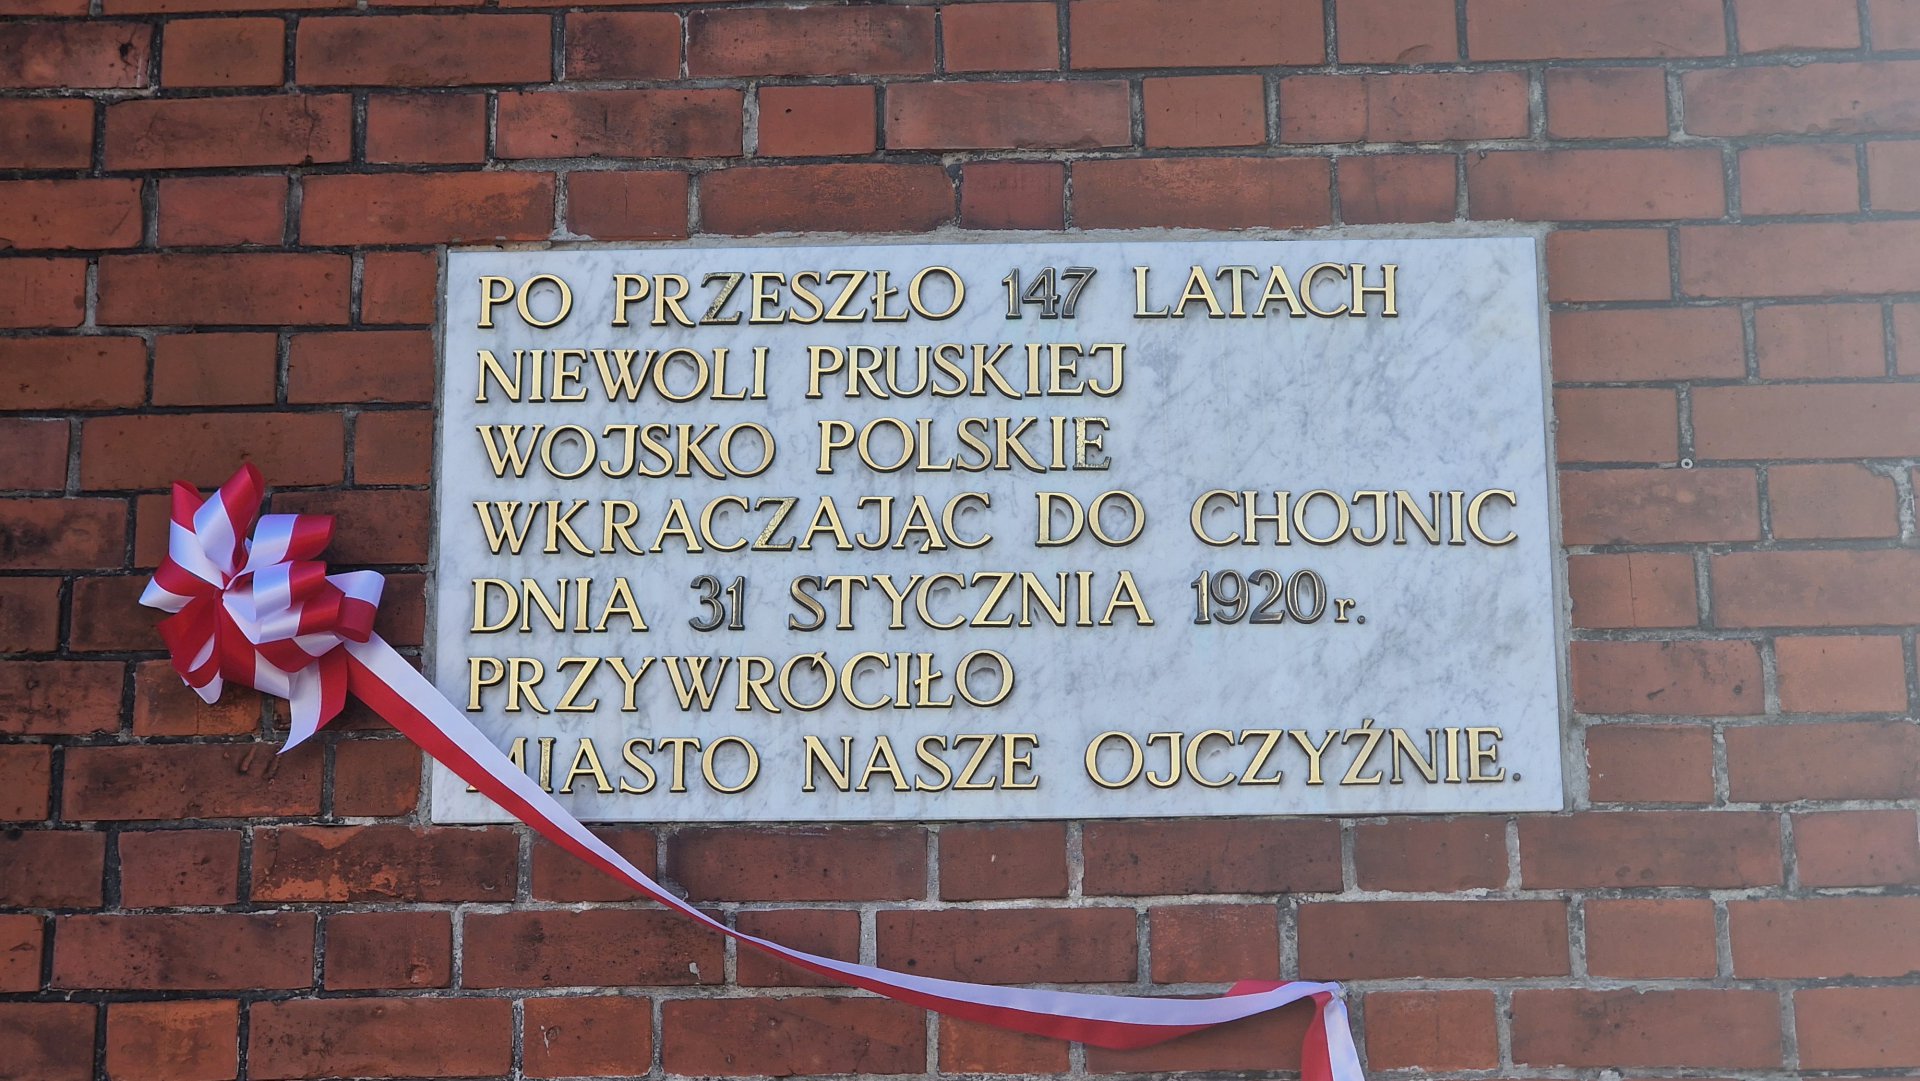 PO PRZESZŁO 147 LATACH
NIEWOLI PRUSKIEJ
WOJSKO POLSKIE
WKRACZAJĄC DO CHOJNIC
DNIA 31 STYCZNIA 1920 r.
PRZYWRÓCIŁO
MIASTO NASZE OJCZYŹNIE.